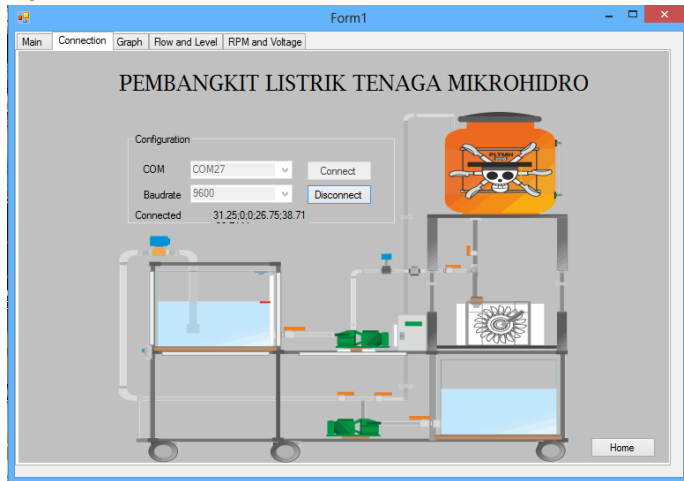 Form1
Main Connection Graph Flow and Level RPM and Voltage
PEMBANGKIT LISTRIK TENAGA MIKROHIDRO
PLTMH
Configuration
COM COM27 Connect
Baudrate 9600 Disconnect
Connected 31.25;0;0;26.75;38.71
Home